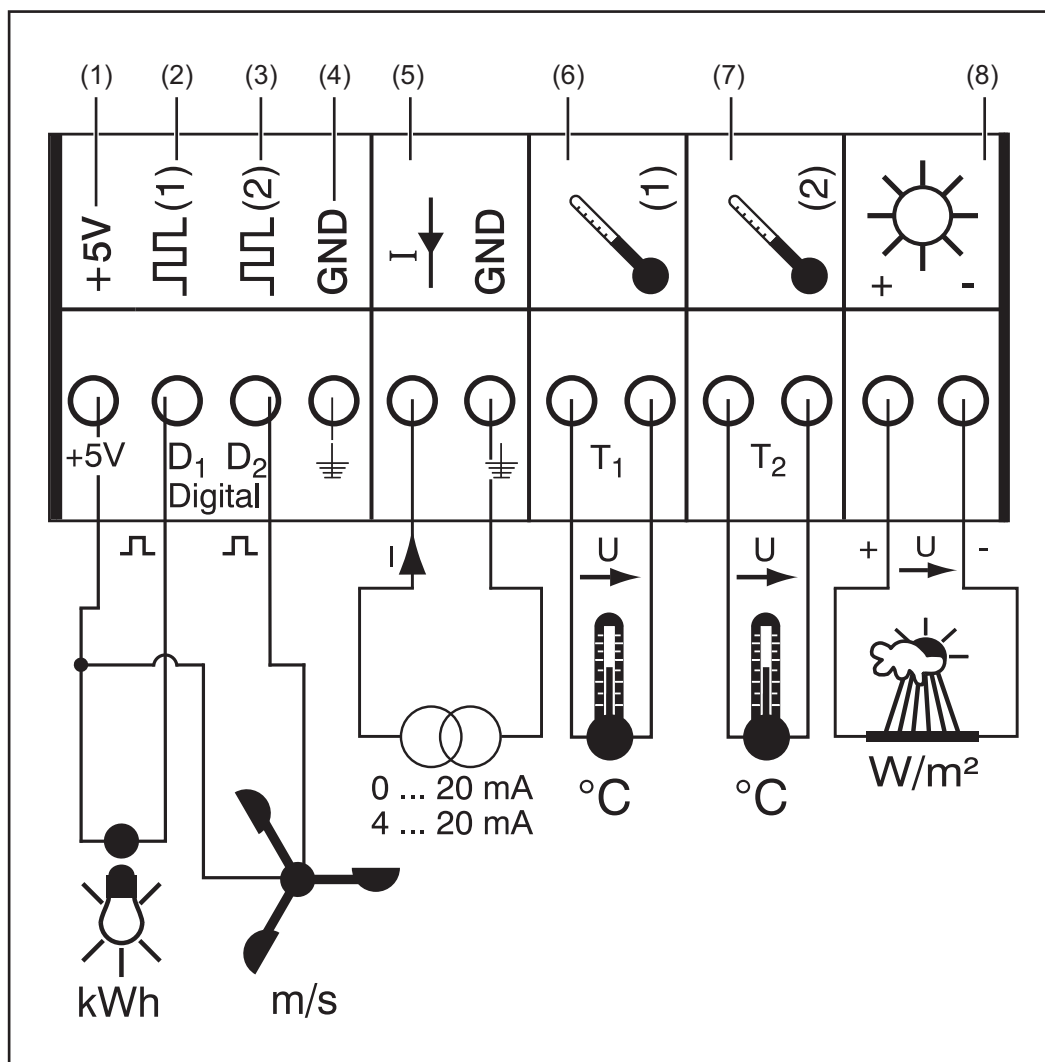 (1) (2) (3) (4) (5) (6) (7) (8)
+5V (1) (2) GND I GND (1) (2) + -
+5V D₁ D₂ T₁ T₂
Digital
I U U + U -
0 ... 20 mA °C °C W/m²
4 ... 20 mA
kWh m/s